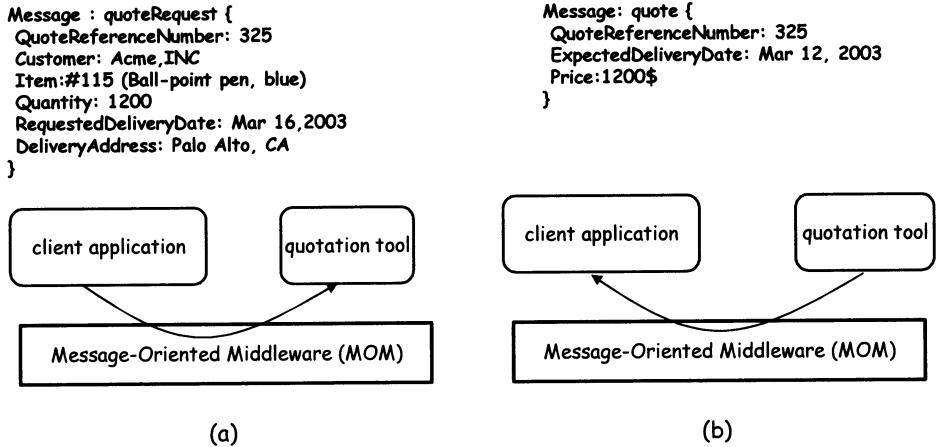 Message : quoteRequest {
QuoteReferenceNumber: 325
Customer: Acme,INC
Item:#115 (Ball-point pen, blue)
Quantity: 1200
RequestedDeliveryDate: Mar 16,2003
DeliveryAddress: Palo Alto, CA
}
client application
quotation tool
Message-Oriented Middleware (MOM)
(a)
Message: quote {
QuoteReferenceNumber: 325
ExpectedDeliveryDate: Mar 12, 2003
Price:1200$
}
client application
quotation tool
Message-Oriented Middleware (MOM)
(b)